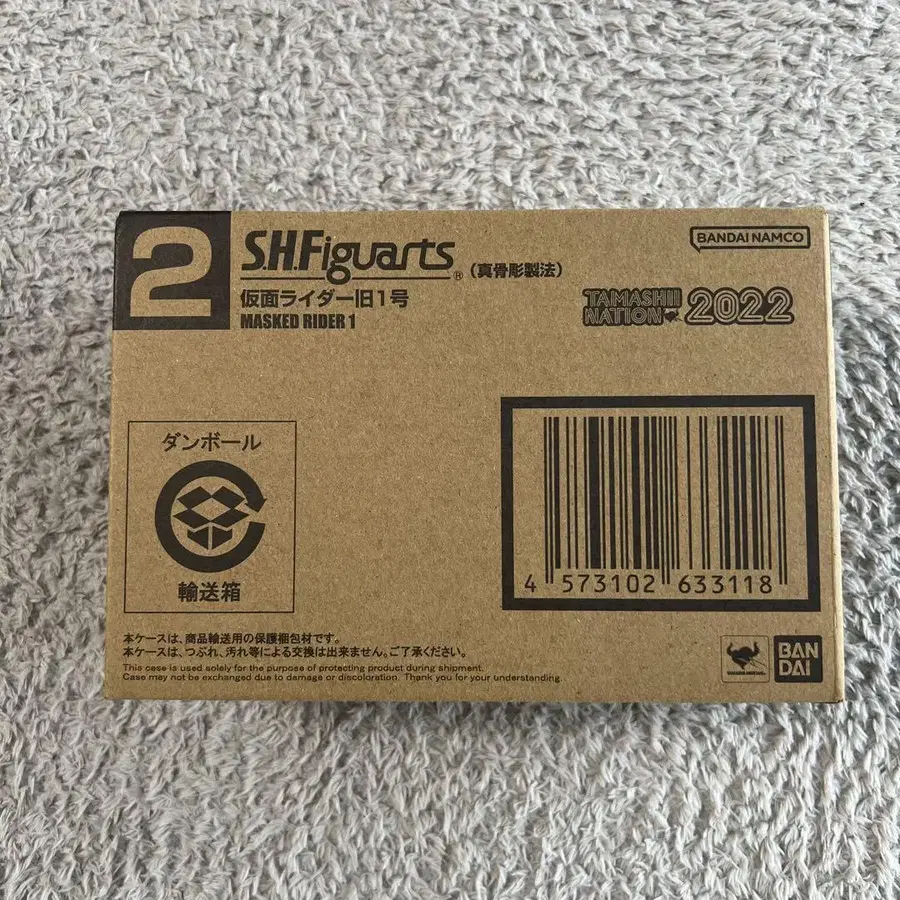 2
S.H.Figuarts®
(真骨彫製法)
仮面ライダー旧1号
MASKED RIDER 1
BANDAI NAMCO
TAMASHII
NATION
2022
ダンボール
輸送箱
4 573102 633118
本ケースは、商品輸送用の保護梱包材です。
本ケースは、つぶれ、汚れ等による交換は出来ません。ご了承ください。
This case is used solely for the purpose of protecting product during shipment.
Case may not be exchanged due to damage or discoloration. Thank you for your understanding.
BAN
DAI